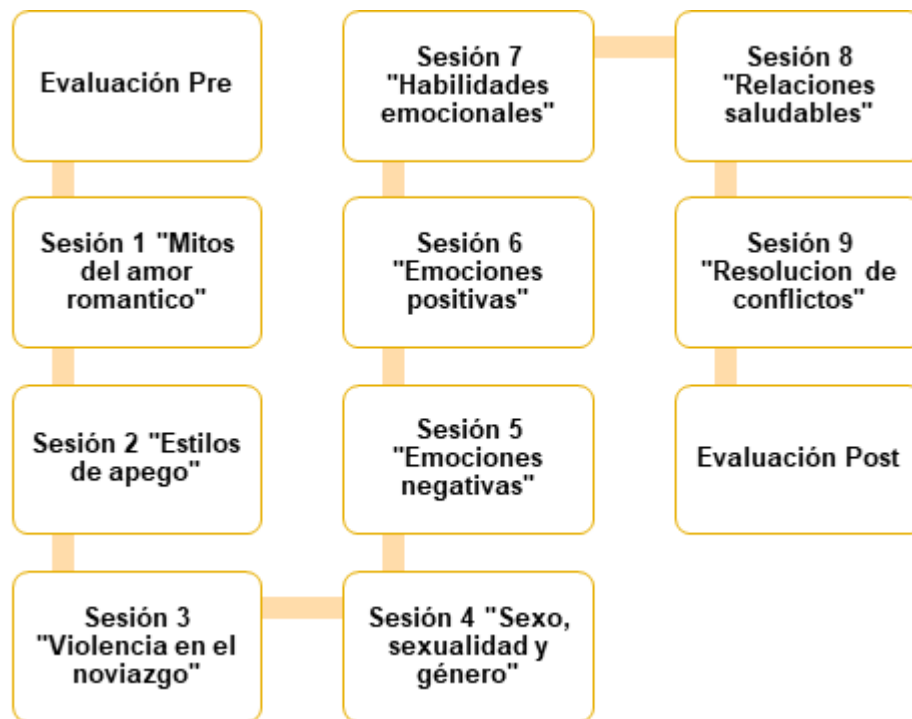 Evaluación Pre
Sesión 1 "Mitos
del amor
romantico"
Sesión 2 "Estilos
de apego"
Sesión 3
"Violencia en el
noviazgo"
Sesión 4 "Sexo,
sexualidad y
género"
Sesión 5
"Emociones
negativas"
Sesión 6
"Emociones
positivas"
Sesión 7
"Habilidades
emocionales"
Sesión 8
"Relaciones
saludables"
Sesión 9
"Resolucion de
conflictos"
Evaluación Post